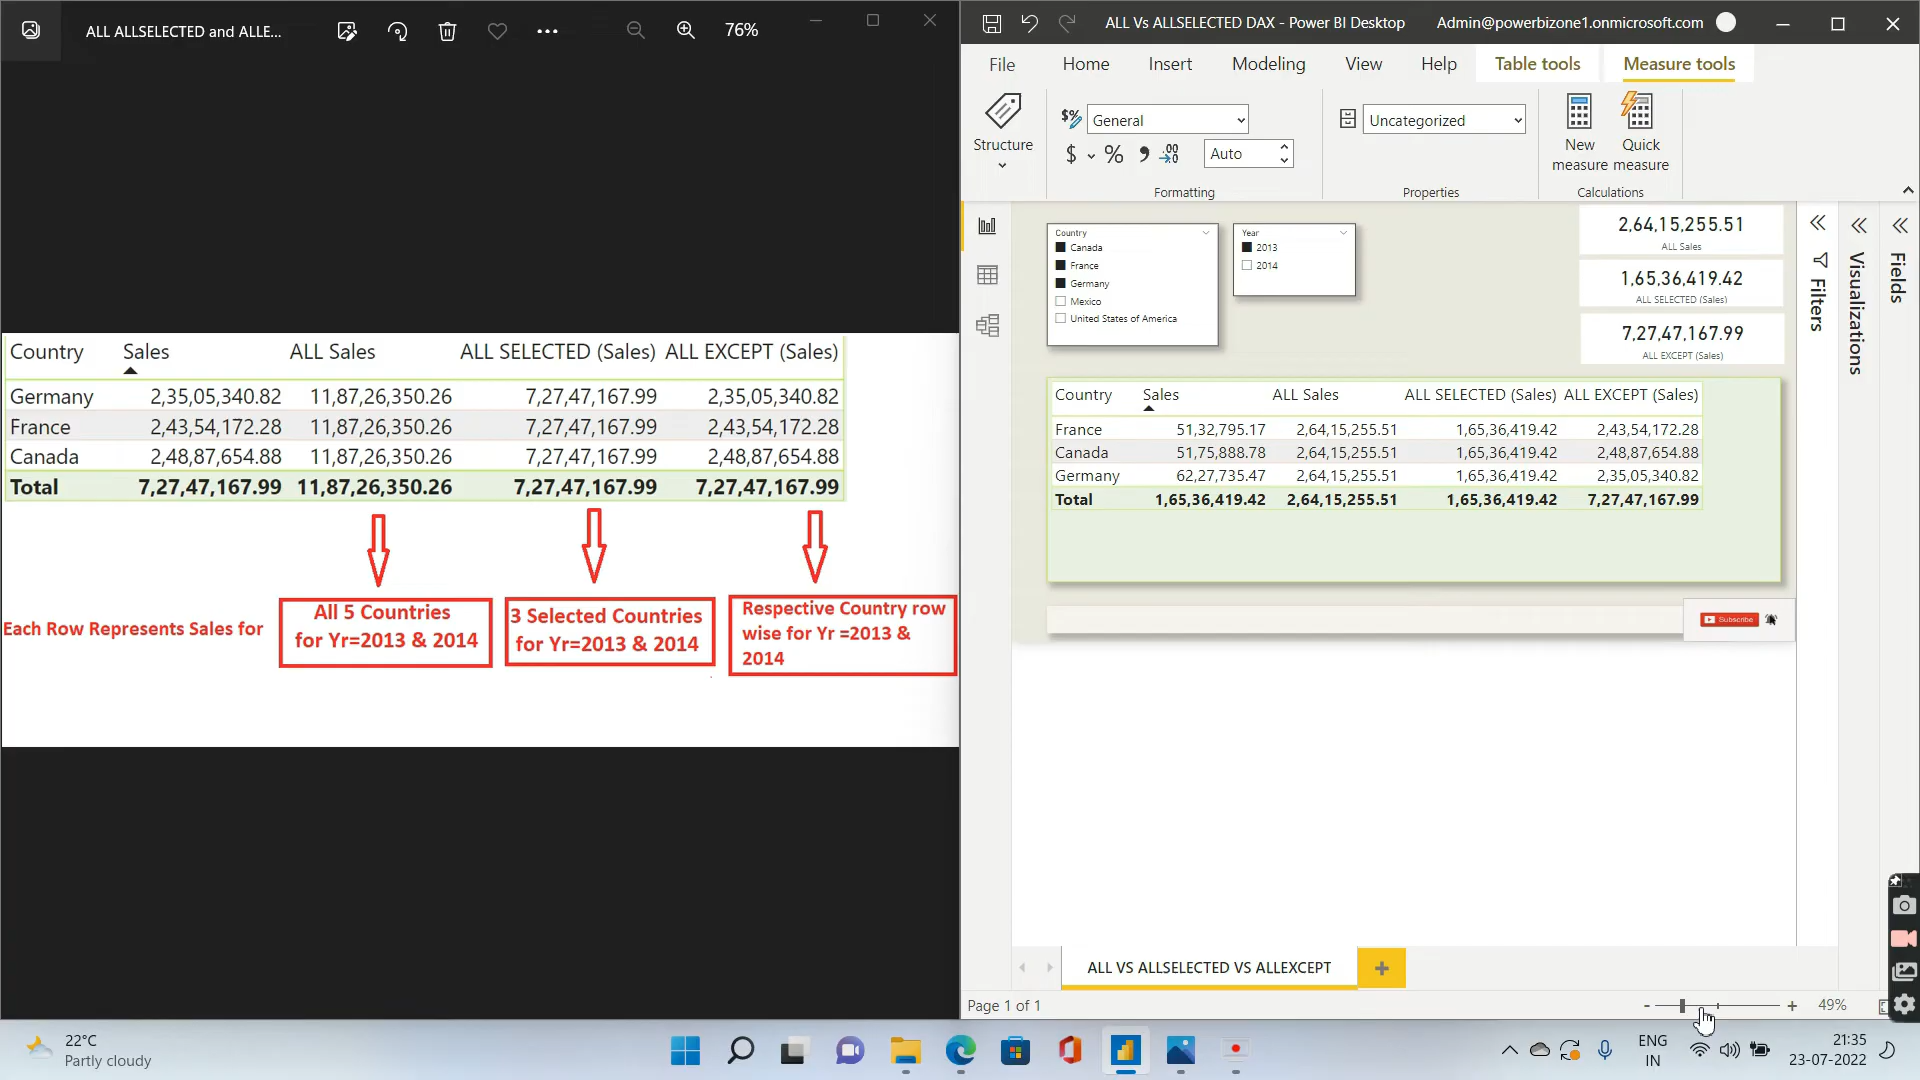 ALL ALLSELECTED and ALLE...
76%
Country Sales ALL Sales ALL SELECTED (Sales) ALL EXCEPT (Sales)
Germany 2,35,05,340.82 11,87,26,350.26 7,27,47,167.99 2,35,05,340.82
France 2,43,54,172.28 11,87,26,350.26 7,27,47,167.99 2,43,54,172.28
Canada 2,48,87,654.88 11,87,26,350.26 7,27,47,167.99 2,48,87,654.88
Total 7,27,47,167.99 11,87,26,350.26 7,27,47,167.99 7,27,47,167.99
Each Row Represents Sales for
All 5 Countries
for Yr=2013 & 2014
3 Selected Countries
for Yr=2013 & 2014
Respective Country row
wise for Yr =2013 &
2014
ALL Vs ALLSELECTED DAX - Power BI Desktop
Admin@powerbizone1.onmicrosoft.com
File Home Insert Modeling View Help Table tools Measure tools
Structure
$% General
$ % Auto
Formatting
Uncategorized
Properties
New measure
Quick measure
Calculations
Country
Canada
France
Germany
Mexico
United States of America
Year
2013
2014
2,64,15,255.51
ALL Sales
1,65,36,419.42
ALL SELECTED (Sales)
7,27,47,167.99
ALL EXCEPT (Sales)
Filters
Visualizations
Fields
Country Sales ALL Sales ALL SELECTED (Sales) ALL EXCEPT (Sales)
France 51,32,795.17 2,64,15,255.51 1,65,36,419.42 2,43,54,172.28
Canada 51,75,888.78 2,64,15,255.51 1,65,36,419.42 2,48,87,654.88
Germany 62,27,735.47 2,64,15,255.51 1,65,36,419.42 2,35,05,340.82
Total 1,65,36,419.42 2,64,15,255.51 1,65,36,419.42 7,27,47,167.99
Subscribe
ALL VS ALLSELECTED VS ALLEXCEPT
Page 1 of 1
- + 49%
22°C
Partly cloudy
ENG
IN
21:35
23-07-2022